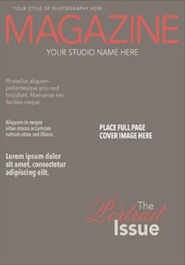 YOUR STYLE OF PHOTOGRAPHY HERE
MAGAZINE
YOUR STUDIO NAME HERE
Phasellus aliquam
pellentesque arcu sed
tincidunt. Maecenas nec
facilisis neque.
Aliquam in neque
vitae massa accumsan
rutrum vitae sed libero.
PLACE FULL PAGE
COVER IMAGE HERE
Lorem ipsum dolor
sit amet, consectetur
adipiscing elit.
The
Portrait
Issue